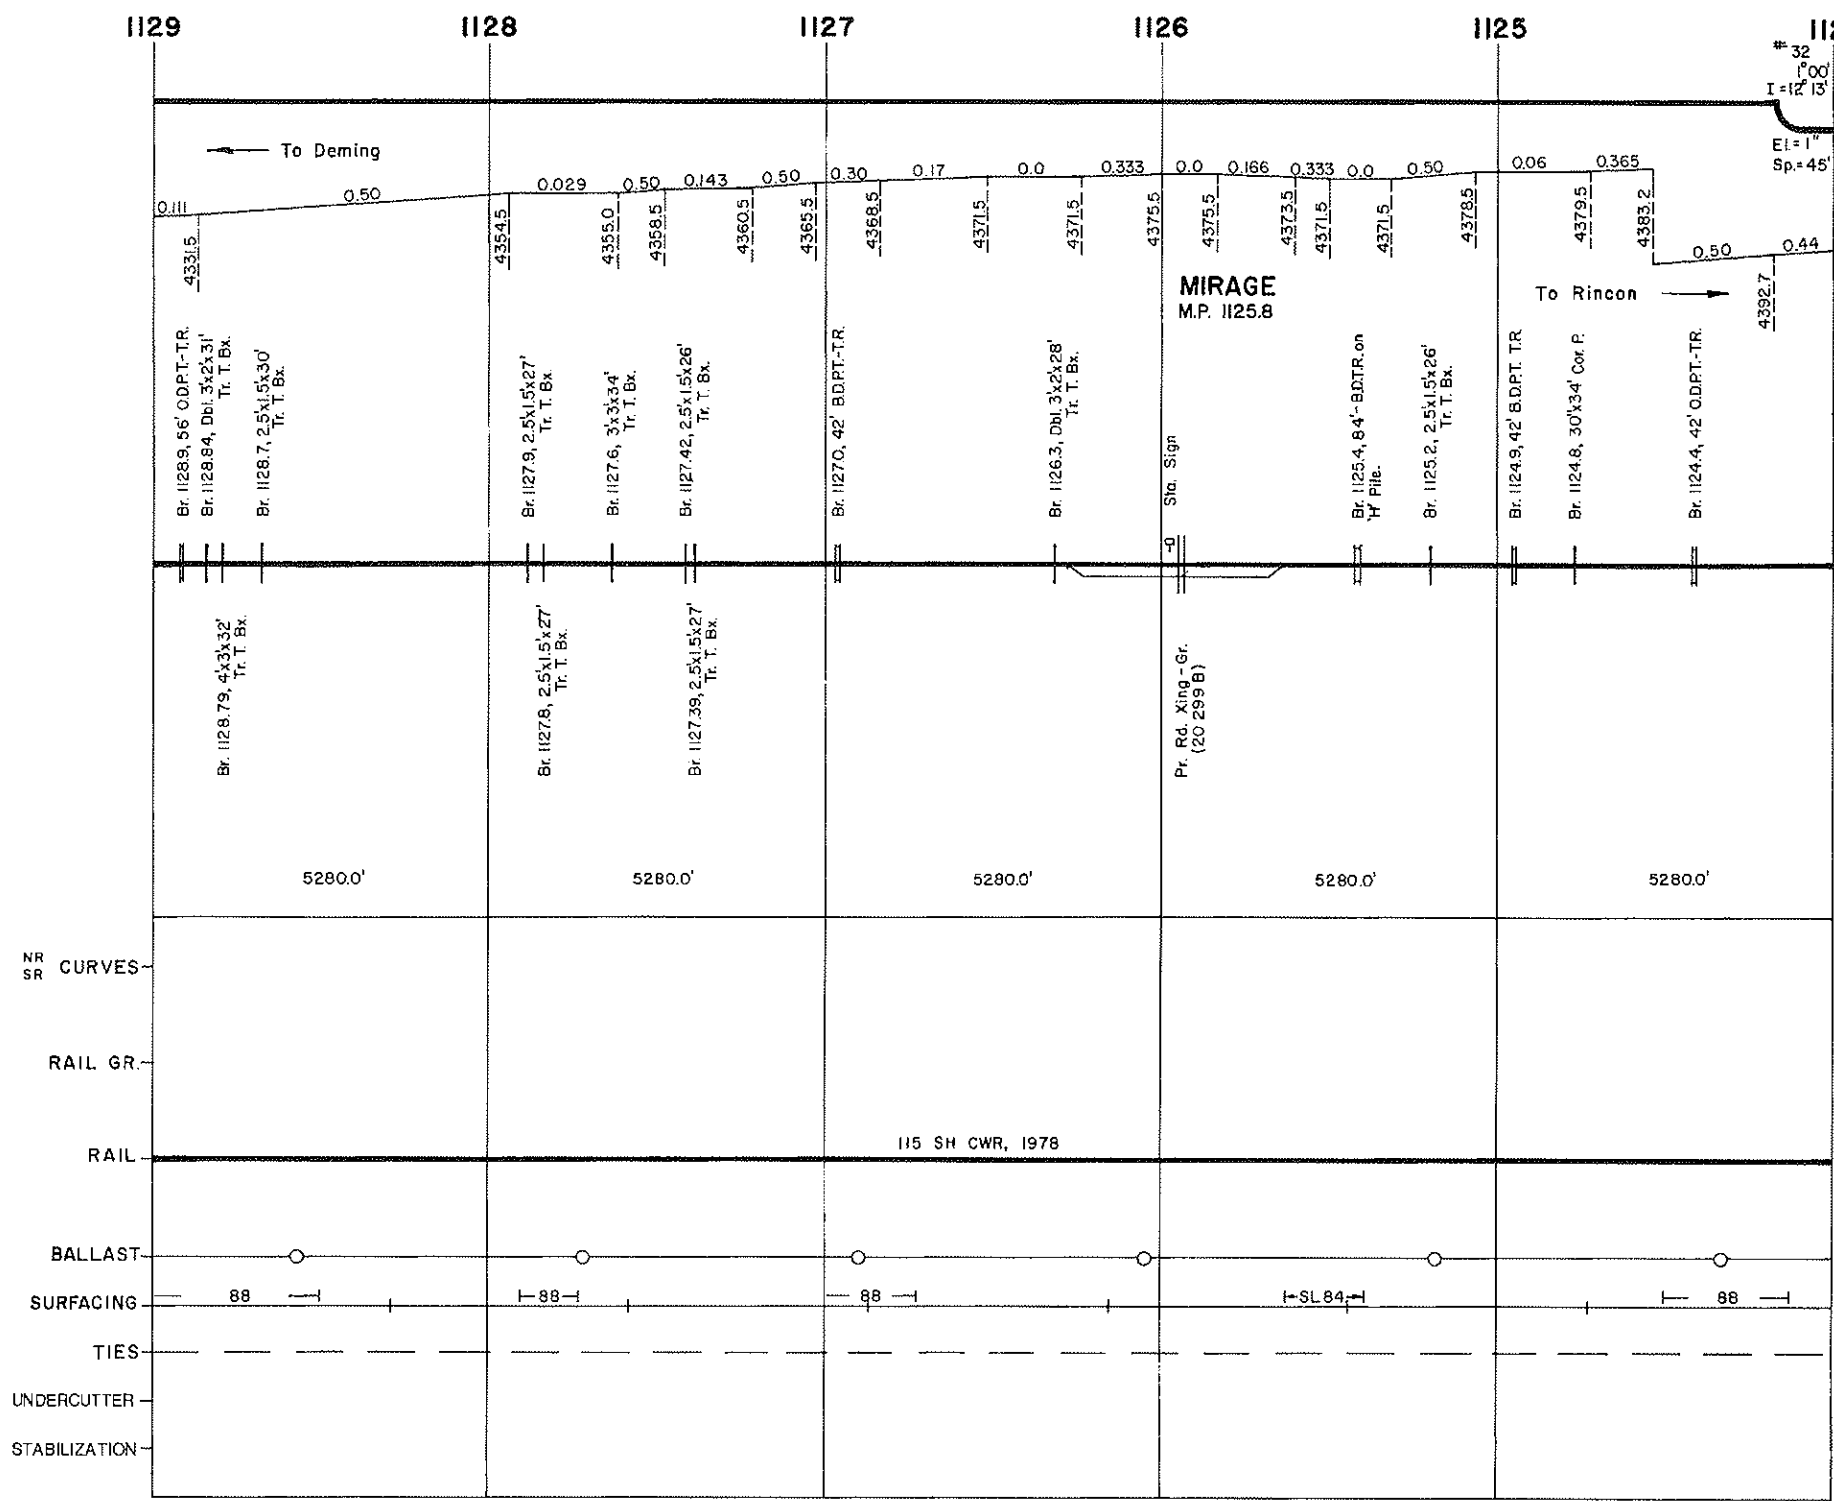 1129
1128
1127
1126
1125
# 32
1°00'
I = 12° 13'
El = 1"
Sp.= 45'
To Deming
0.111
0.50
0.029
0.50
0.143
0.50
0.30
0.17
0.0
0.333
0.0
0.166
0.333
0.0
0.50
0.06
0.365
0.50
0.44
4331.5
4354.5
4355.0
4358.5
4360.5
4365.5
4368.5
4371.5
4371.5
4375.5
4375.5
4373.5
4371.5
4371.5
4378.5
4379.5
4383.2
4392.7
MIRAGE
M.P. 1125.8
To Rincon
Br. 1128.9, 56' O.D.P.T.-T.R.
Br. 1128.84, Dbl. 3'x2'x31'
Tr. T. Bx.
Br. 1128.7, 2.5'x1.5'x30'
Tr. T. Bx.
Br. 1127.9, 2.5'x1.5'x27'
Tr. T. Bx
Br. 1127.6, 3'x3'x34'
Tr. T. Bx.
Br. 1127.42, 2.5'x1.5'x26'
Tr. T. Bx.
Br. 1127.0, 42' B.D.P.T.-T.R.
Br. 1126.3, Dbl. 3'x2'x28'
Tr. T. Bx.
Sta. Sign
Br. 1125.4, 84'- B.D.T.R. on
'H' Pile.
Br. 1125.2, 2.5'x1.5'x26'
Tr. T. Bx.
Br. 1124.9, 42' B.D.P.T. T.R
Br. 1124.8, 30"x34' Cor. P.
Br. 1124.4, 42' O.D.P.T.-T.R.
Br. 1128.79, 4'x3'x32'
Tr. T. Bx.
Br. 1127.8, 2.5'x1.5'x27'
Tr. T. Bx.
Br. 1127.39, 2.5'x1.5'x27'
Tr. T. Bx.
Pr. Rd. Xing - Gr.
(20 299 B)
5280.0'
5280.0'
5280.0'
5280.0'
5280.0'
NR
SR CURVES
RAIL GR.
RAIL
115 SH CWR, 1978
BALLAST
SURFACING
88
88
88
SL 84
88
TIES
UNDERCUTTER
STABILIZATION